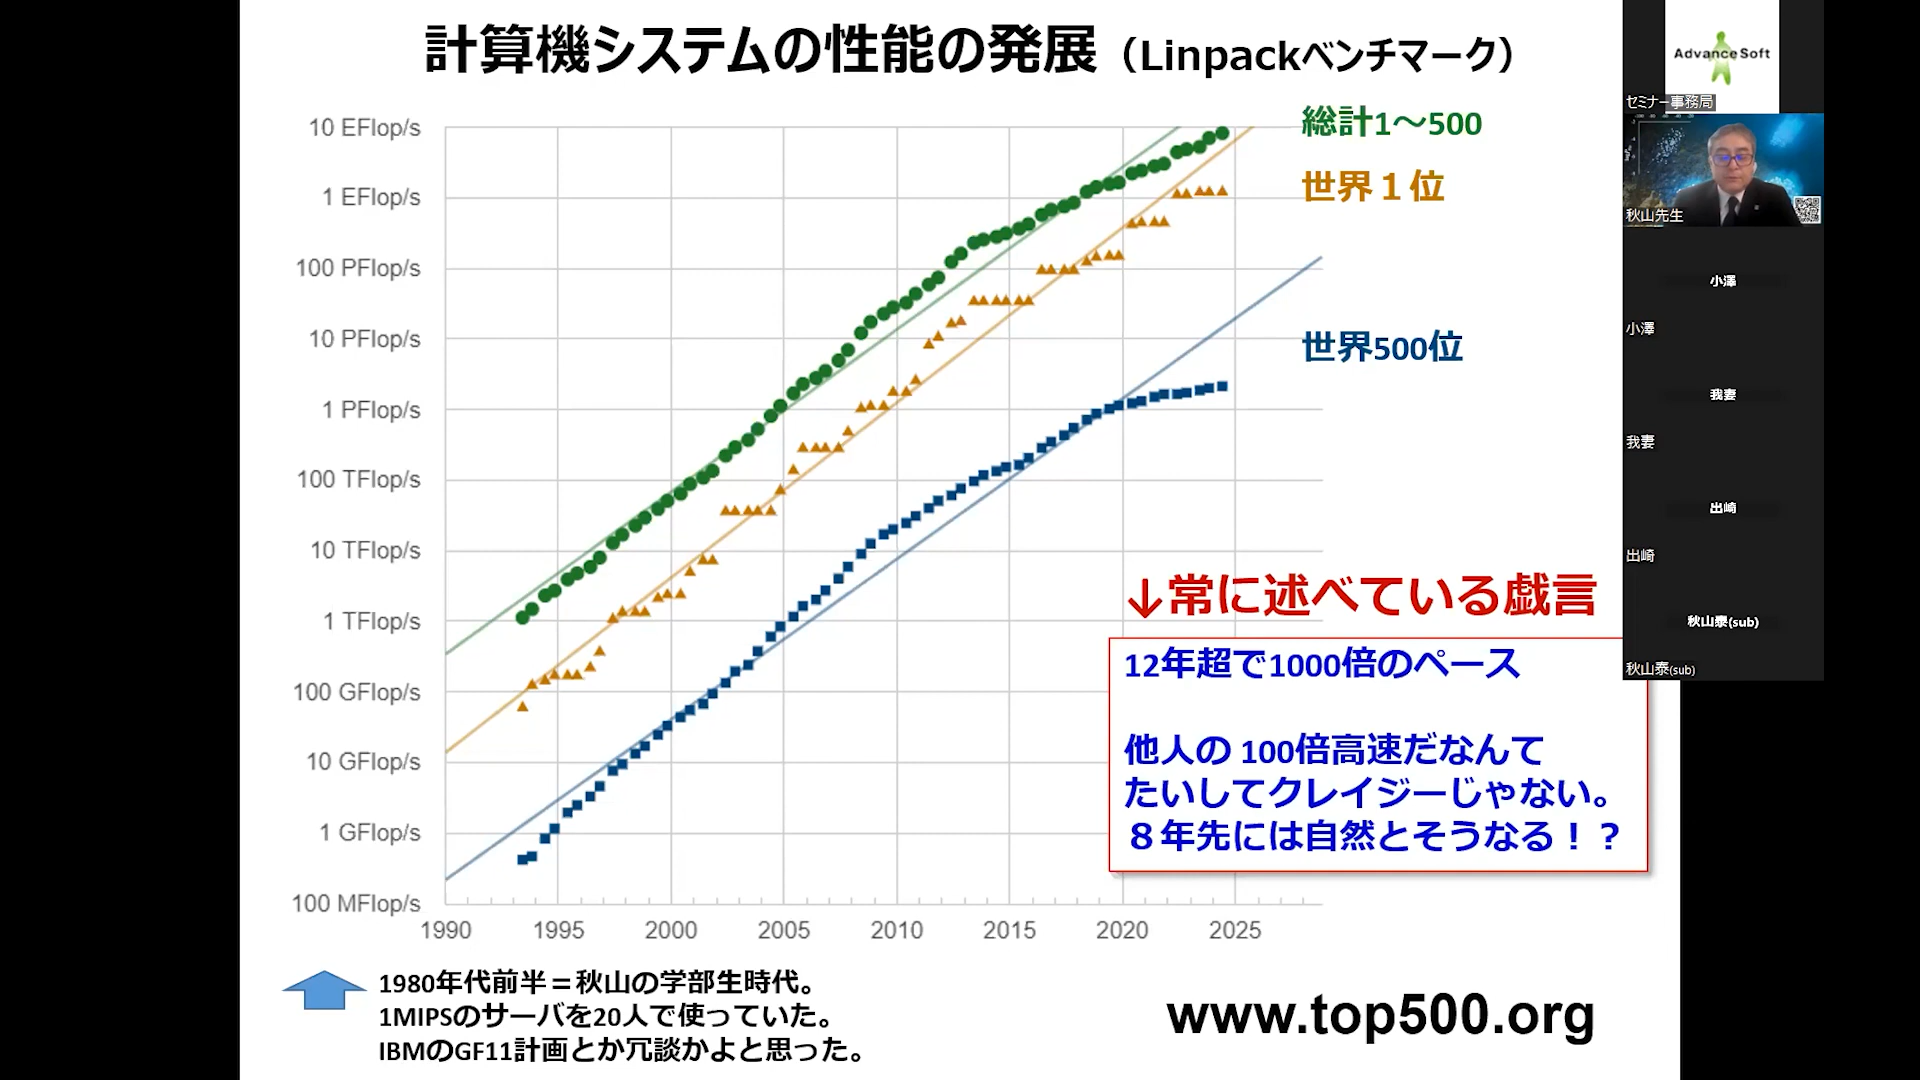 計算機システムの性能の発展（Linpackベンチマーク）
10 EFlop/s
1 EFlop/s
100 PFlop/s
10 PFlop/s
1 PFlop/s
100 TFlop/s
10 TFlop/s
1 TFlop/s
100 GFlop/s
10 GFlop/s
1 GFlop/s
100 MFlop/s
1990 1995 2000 2005 2010 2015 2020 2025
総計1～500
世界１位
世界500位
↓常に述べている戯言
12年超で1000倍のペース
他人の 100倍高速だなんて
たいしてクレイジーじゃない。
８年先には自然とそうなる！？
1980年代前半＝秋山の学部生時代。
1MIPSのサーバを20人で使っていた。
IBMのGF11計画とか冗談かよと思った。
www.top500.org
AdvanceSoft
セミナー事務局
秋山先生
小澤
小澤
我妻
我妻
出崎
出崎
秋山泰(sub)
秋山泰(sub)